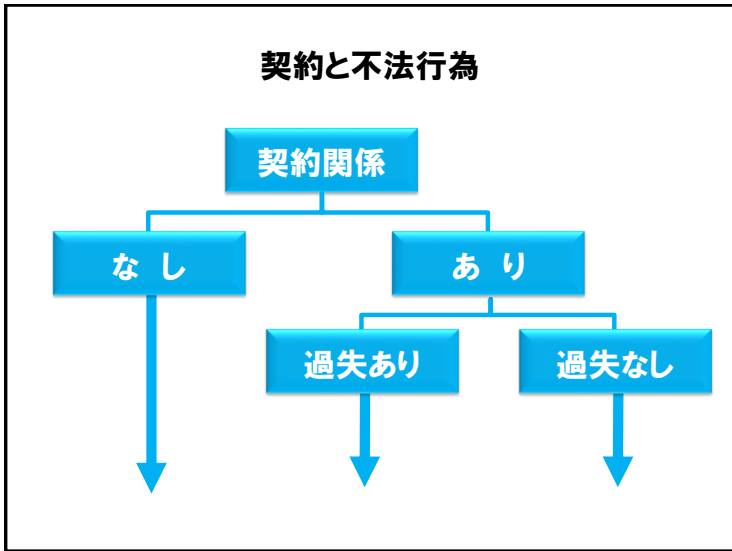 契約と不法行為
契約関係
な し
あ り
過失あり
過失なし